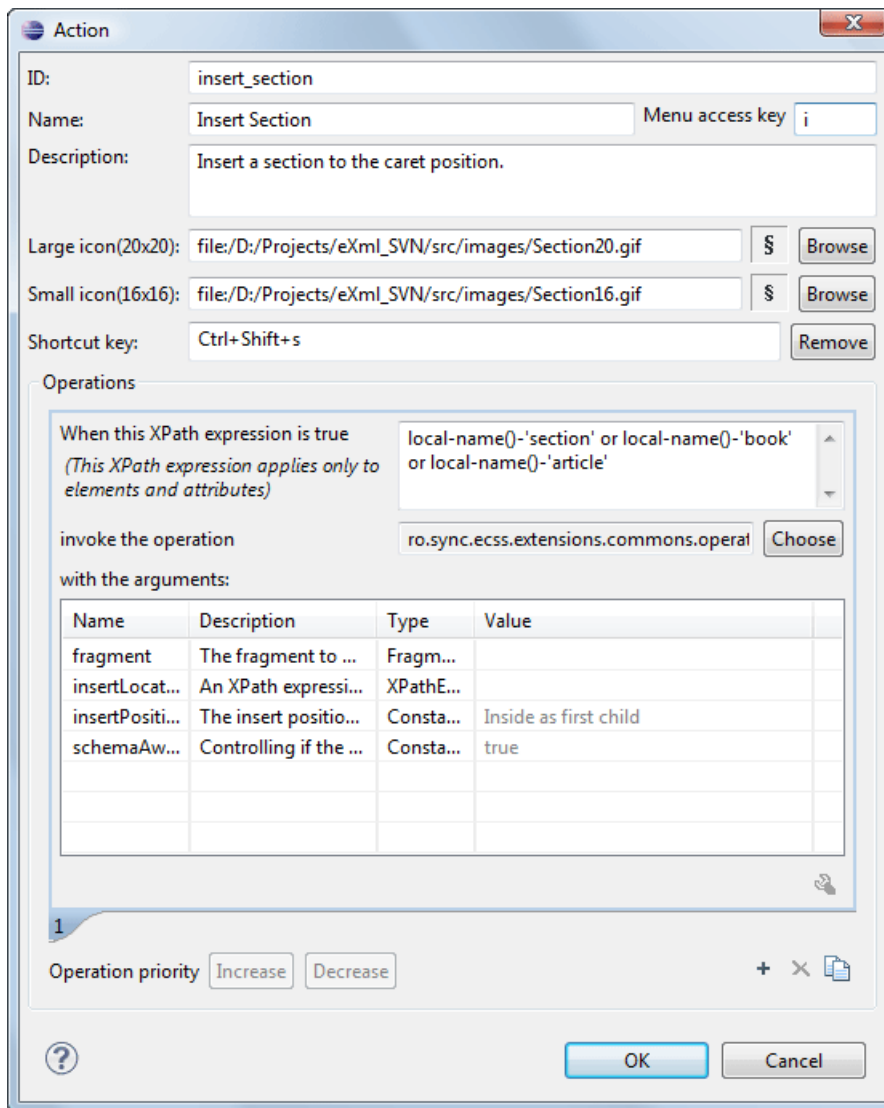 Action
ID: insert_section
Name: Insert Section Menu access key i
Description: Insert a section to the caret position.
Large icon(20x20): file:/D:/Projects/eXml_SVN/src/images/Section20.gif § Browse
Small icon(16x16): file:/D:/Projects/eXml_SVN/src/images/Section16.gif § Browse
Shortcut key: Ctrl+Shift+s Remove
Operations
When this XPath expression is true
(This XPath expression applies only to
elements and attributes)
local-name()-'section' or local-name()-'book'
or local-name()-'article'
invoke the operation ro.sync.ecss.extensions.commons.operat Choose
with the arguments:
Name Description Type Value
fragment The fragment to ... Fragm...
insertLocat... An XPath expressi... XPathE...
insertPositi... The insert positio... Consta... Inside as first child
schemaAw... Controlling if the ... Consta... true
1
Operation priority Increase Decrease
OK Cancel